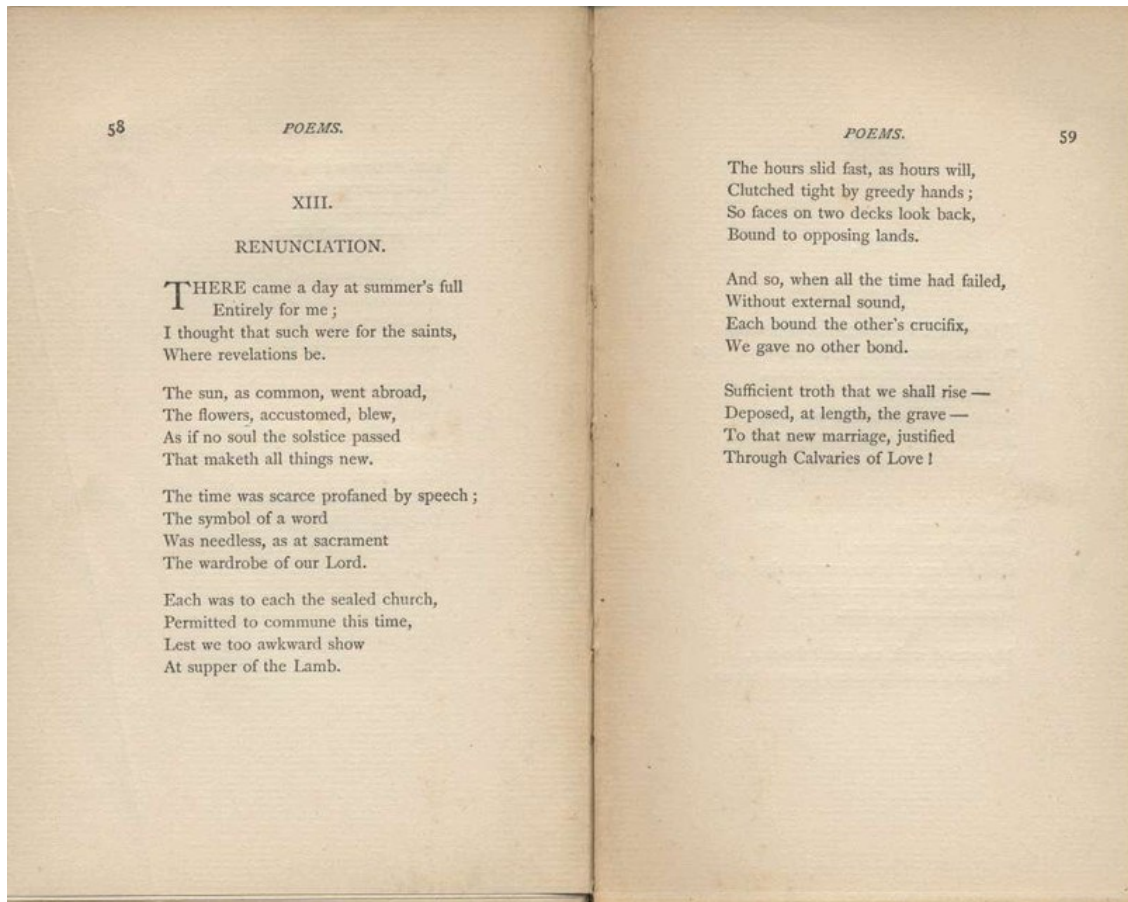 58
POEMS.
XIII.
RENUNCIATION.
THERE came a day at summer's full
Entirely for me ;
I thought that such were for the saints,
Where revelations be.
The sun, as common, went abroad,
The flowers, accustomed, blew,
As if no soul the solstice passed
That maketh all things new.
The time was scarce profaned by speech ;
The symbol of a word
Was needless, as at sacrament
The wardrobe of our Lord.
Each was to each the sealed church,
Permitted to commune this time,
Lest we too awkward show
At supper of the Lamb.
POEMS.
59
The hours slid fast, as hours will,
Clutched tight by greedy hands ;
So faces on two decks look back,
Bound to opposing lands.
And so, when all the time had failed,
Without external sound,
Each bound the other's crucifix,
We gave no other bond.
Sufficient troth that we shall rise —
Deposed, at length, the grave —
To that new marriage, justified
Through Calvaries of Love !